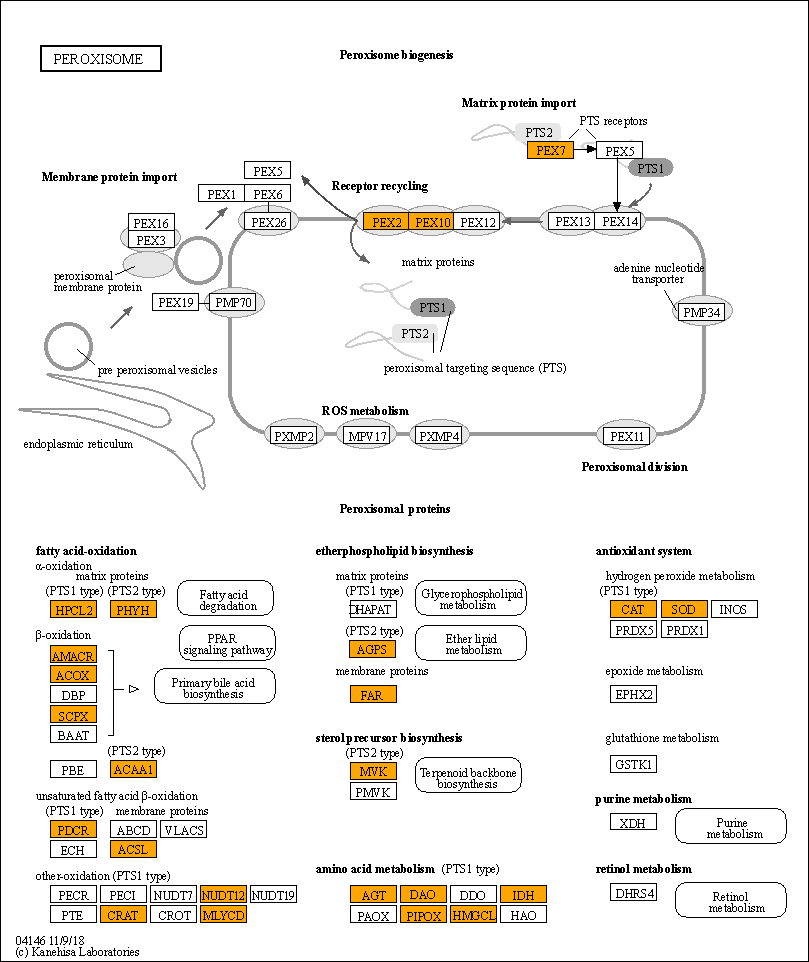 PEROXISOME
Peroxisome biogenesis
Matrix protein import
PTS2
PTS receptors
PEX7
PEX5
PTS1
Membrane protein import
PEX5
PEX1
PEX6
Receptor recycling
PEX16
PEX3
PEX26
PEX2
PEX10
PEX12
PEX13
PEX14
peroxisomal
membrane protein
matrix proteins
adenine nucleotide
transporter
PEX19
PMP70
PTS1
PTS2
PMP34
pre peroxisomal vesicles
peroxisomal targeting sequence (PTS)
ROS metabolism
endoplasmic reticulum
PXMP2
MPV17
PXMP4
PEX11
Peroxisomal division
Peroxisomal proteins
fatty acid-oxidation
α-oxidation
matrix proteins
(PTS1 type)
(PTS2 type)
HPCL2
PHYH
Fatty acid
degradation
β-oxidation
PPAR
signaling pathway
AMACR
ACOX
DBP
SCPX
BAAT
Primary bile acid
biosynthesis
(PTS2 type)
PBE
ACAA1
unsaturated fatty acid β-oxidation
(PTS1 type)
membrane proteins
PDCR
ABCD
VLACS
ECH
ACSL
other-oxidation (PTS1 type)
PECR
PECI
NUDT7
NUDT12
NUDT19
PTE
CRAT
CROT
MLYCD
etherphospholipid biosynthesis
matrix proteins
(PTS1 type)
DHAPAT
Glycerophospholipid
metabolism
(PTS2 type)
AGPS
Ether lipid
metabolism
membrane proteins
FAR
sterol precursor biosynthesis
(PTS2 type)
MVK
PMVK
Terpenoid backbone
biosynthesis
amino acid metabolism (PTS1 type)
AGT
DAO
DDO
IDH
PAOX
PIPOX
HMGCL
HAO
antioxidant system
hydrogen peroxide metabolism
(PTS1 type)
CAT
SOD
INOS
PRDX5
PRDX1
epoxide metabolism
EPHX2
glutathione metabolism
GSTK1
purine metabolism
XDH
Purine
metabolism
retinol metabolism
DHRS4
Retinol
metabolism
04146 11/9/18
(c) Kanehisa Laboratories